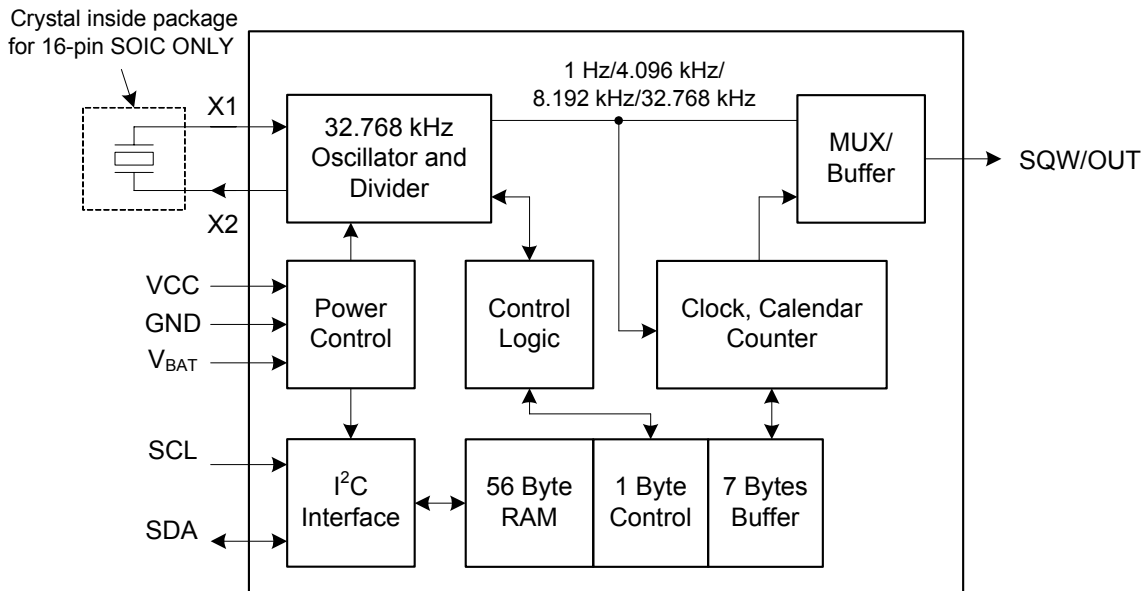 Crystal inside package
for 16-pin SOIC ONLY
X1
X2
32.768 kHz
Oscillator and
Divider
1 Hz/4.096 kHz/
8.192 kHz/32.768 kHz
MUX/
Buffer
SQW/OUT
VCC
GND
VBAT
Power
Control
Control
Logic
Clock, Calendar
Counter
SCL
SDA
I2C
Interface
56 Byte
RAM
1 Byte
Control
7 Bytes
Buffer